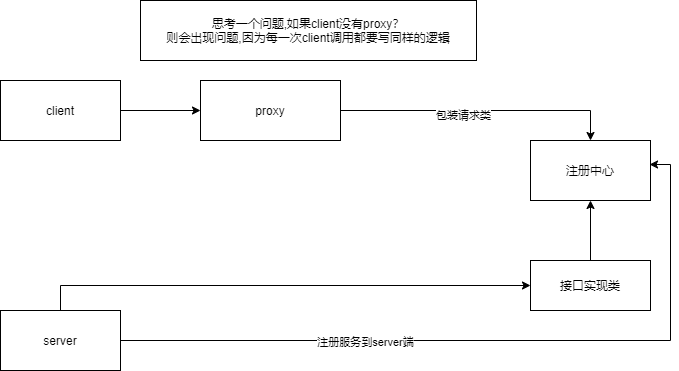 思考一个问题,如果client没有proxy?
则会出现问题,因为每一次client调用都要写同样的逻辑
client
proxy
包装请求类
注册中心
接口实现类
server
注册服务到server端